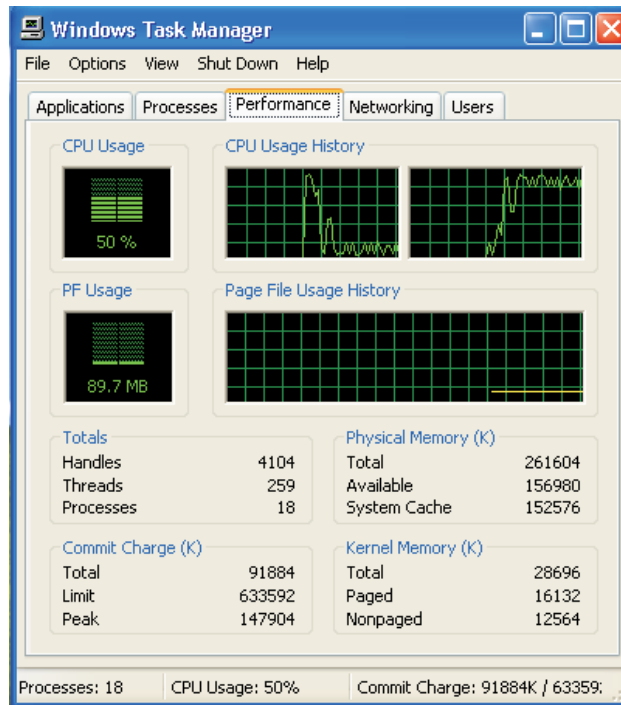 Windows Task Manager
File Options View Shut Down Help
Applications Processes Performance Networking Users
CPU Usage CPU Usage History
50 %
PF Usage Page File Usage History
89.7 MB
Totals Physical Memory (K)
Handles 4104 Total 261604
Threads 259 Available 156980
Processes 18 System Cache 152576
Commit Charge (K) Kernel Memory (K)
Total 91884 Total 28696
Limit 633592 Paged 16132
Peak 147904 Nonpaged 12564
Processes: 18 CPU Usage: 50% Commit Charge: 91884K / 63359